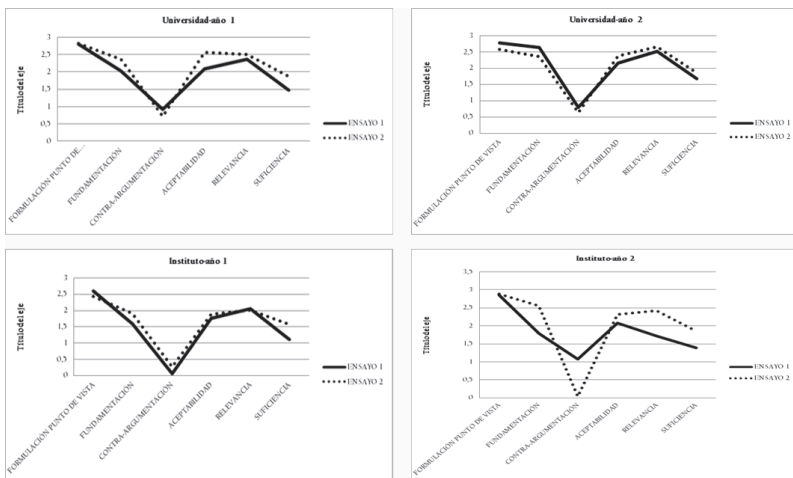 Universidad-año 1
3
2,5
2
1,5
1
0,5
0
Título del eje
FORMULACIÓN PUNTO DE...
FUNDAMENTACIÓN
CONTRA-ARGUMENTACIÓN
ACEPTABILIDAD
RELEVANCIA
SUFICIENCIA
ENSAYO 1
ENSAYO 2
Universidad-año 2
3
2,5
2
1,5
1
0,5
0
Título del eje
FORMULACIÓN PUNTO DE VISTA
FUNDAMENTACIÓN
CONTRA-ARGUMENTACIÓN
ACEPTABILIDAD
RELEVANCIA
SUFICIENCIA
ENSAYO 1
ENSAYO 2
Instituto-año 1
3
2,5
2
1,5
1
0,5
0
Título del eje
FORMULACIÓN PUNTO DE VISTA
FUNDAMENTACIÓN
CONTRA-ARGUMENTACIÓN
ACEPTABILIDAD
RELEVANCIA
SUFICIENCIA
ENSAYO 1
ENSAYO 2
Instituto-año 2
3,5
3
2,5
2
1,5
1
0,5
0
Título del eje
FORMULACIÓN PUNTO DE VISTA
FUNDAMENTACIÓN
CONTRA-ARGUMENTACIÓN
ACEPTABILIDAD
RELEVANCIA
SUFICIENCIA
ENSAYO 1
ENSAYO 2